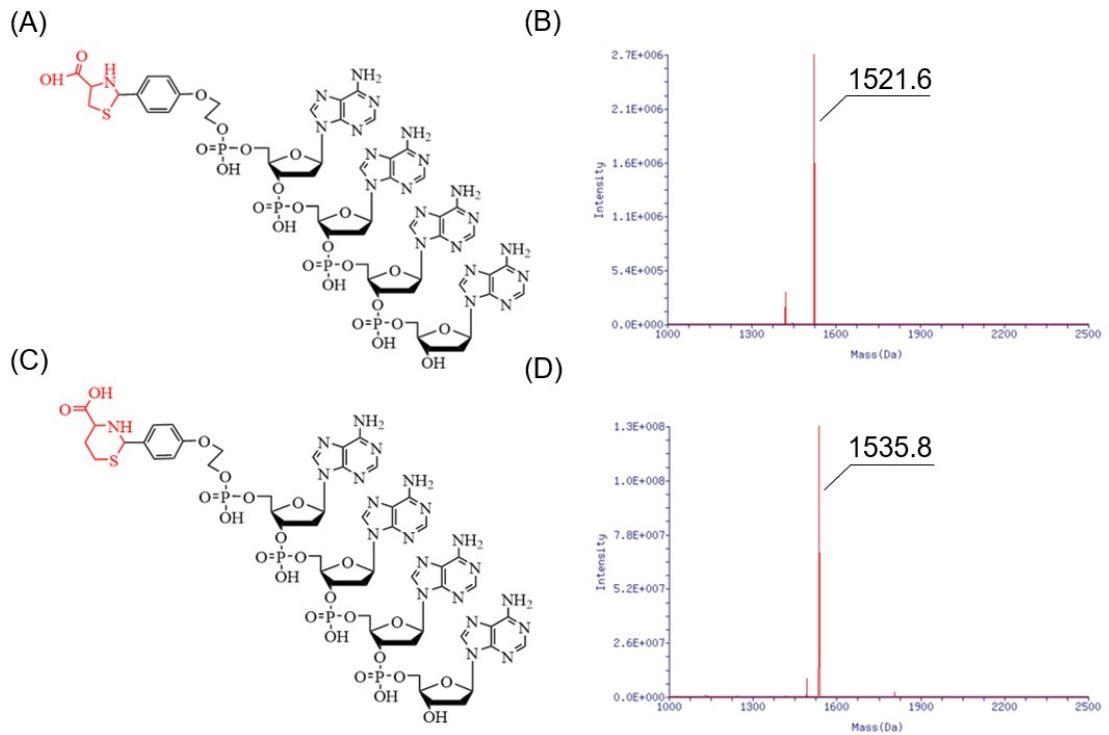 (A)
(B)
O
OH
H
N
S
O
O
O=P-O
OH
O
NH2
N
N
N
N
O
O=P-O
OH
O
NH2
N
N
N
N
O
O=P-O
OH
O
NH2
N
N
N
N
O
O=P-O
OH
O
NH2
N
N
N
N
OH
2.7E+006
2.1E+006
1.6E+006
1.1E+006
5.4E+005
0.0E+000
Intensity
1521.6
1000 1300 1600 1900 2200 2500
Mass(Da)
(C)
(D)
OH
O
NH
S
O
O
O=P-O
OH
O
NH2
N
N
N
N
O
O=P-O
OH
O
NH2
N
N
N
N
O
O=P-O
OH
O
NH2
N
N
N
N
O
O=P-O
OH
O
NH2
N
N
N
N
OH
1.3E+008
1.0E+008
7.8E+007
5.2E+007
2.6E+007
0.0E+000
Intensity
1535.8
1000 1300 1600 1900 2200 2500
Mass(Da)